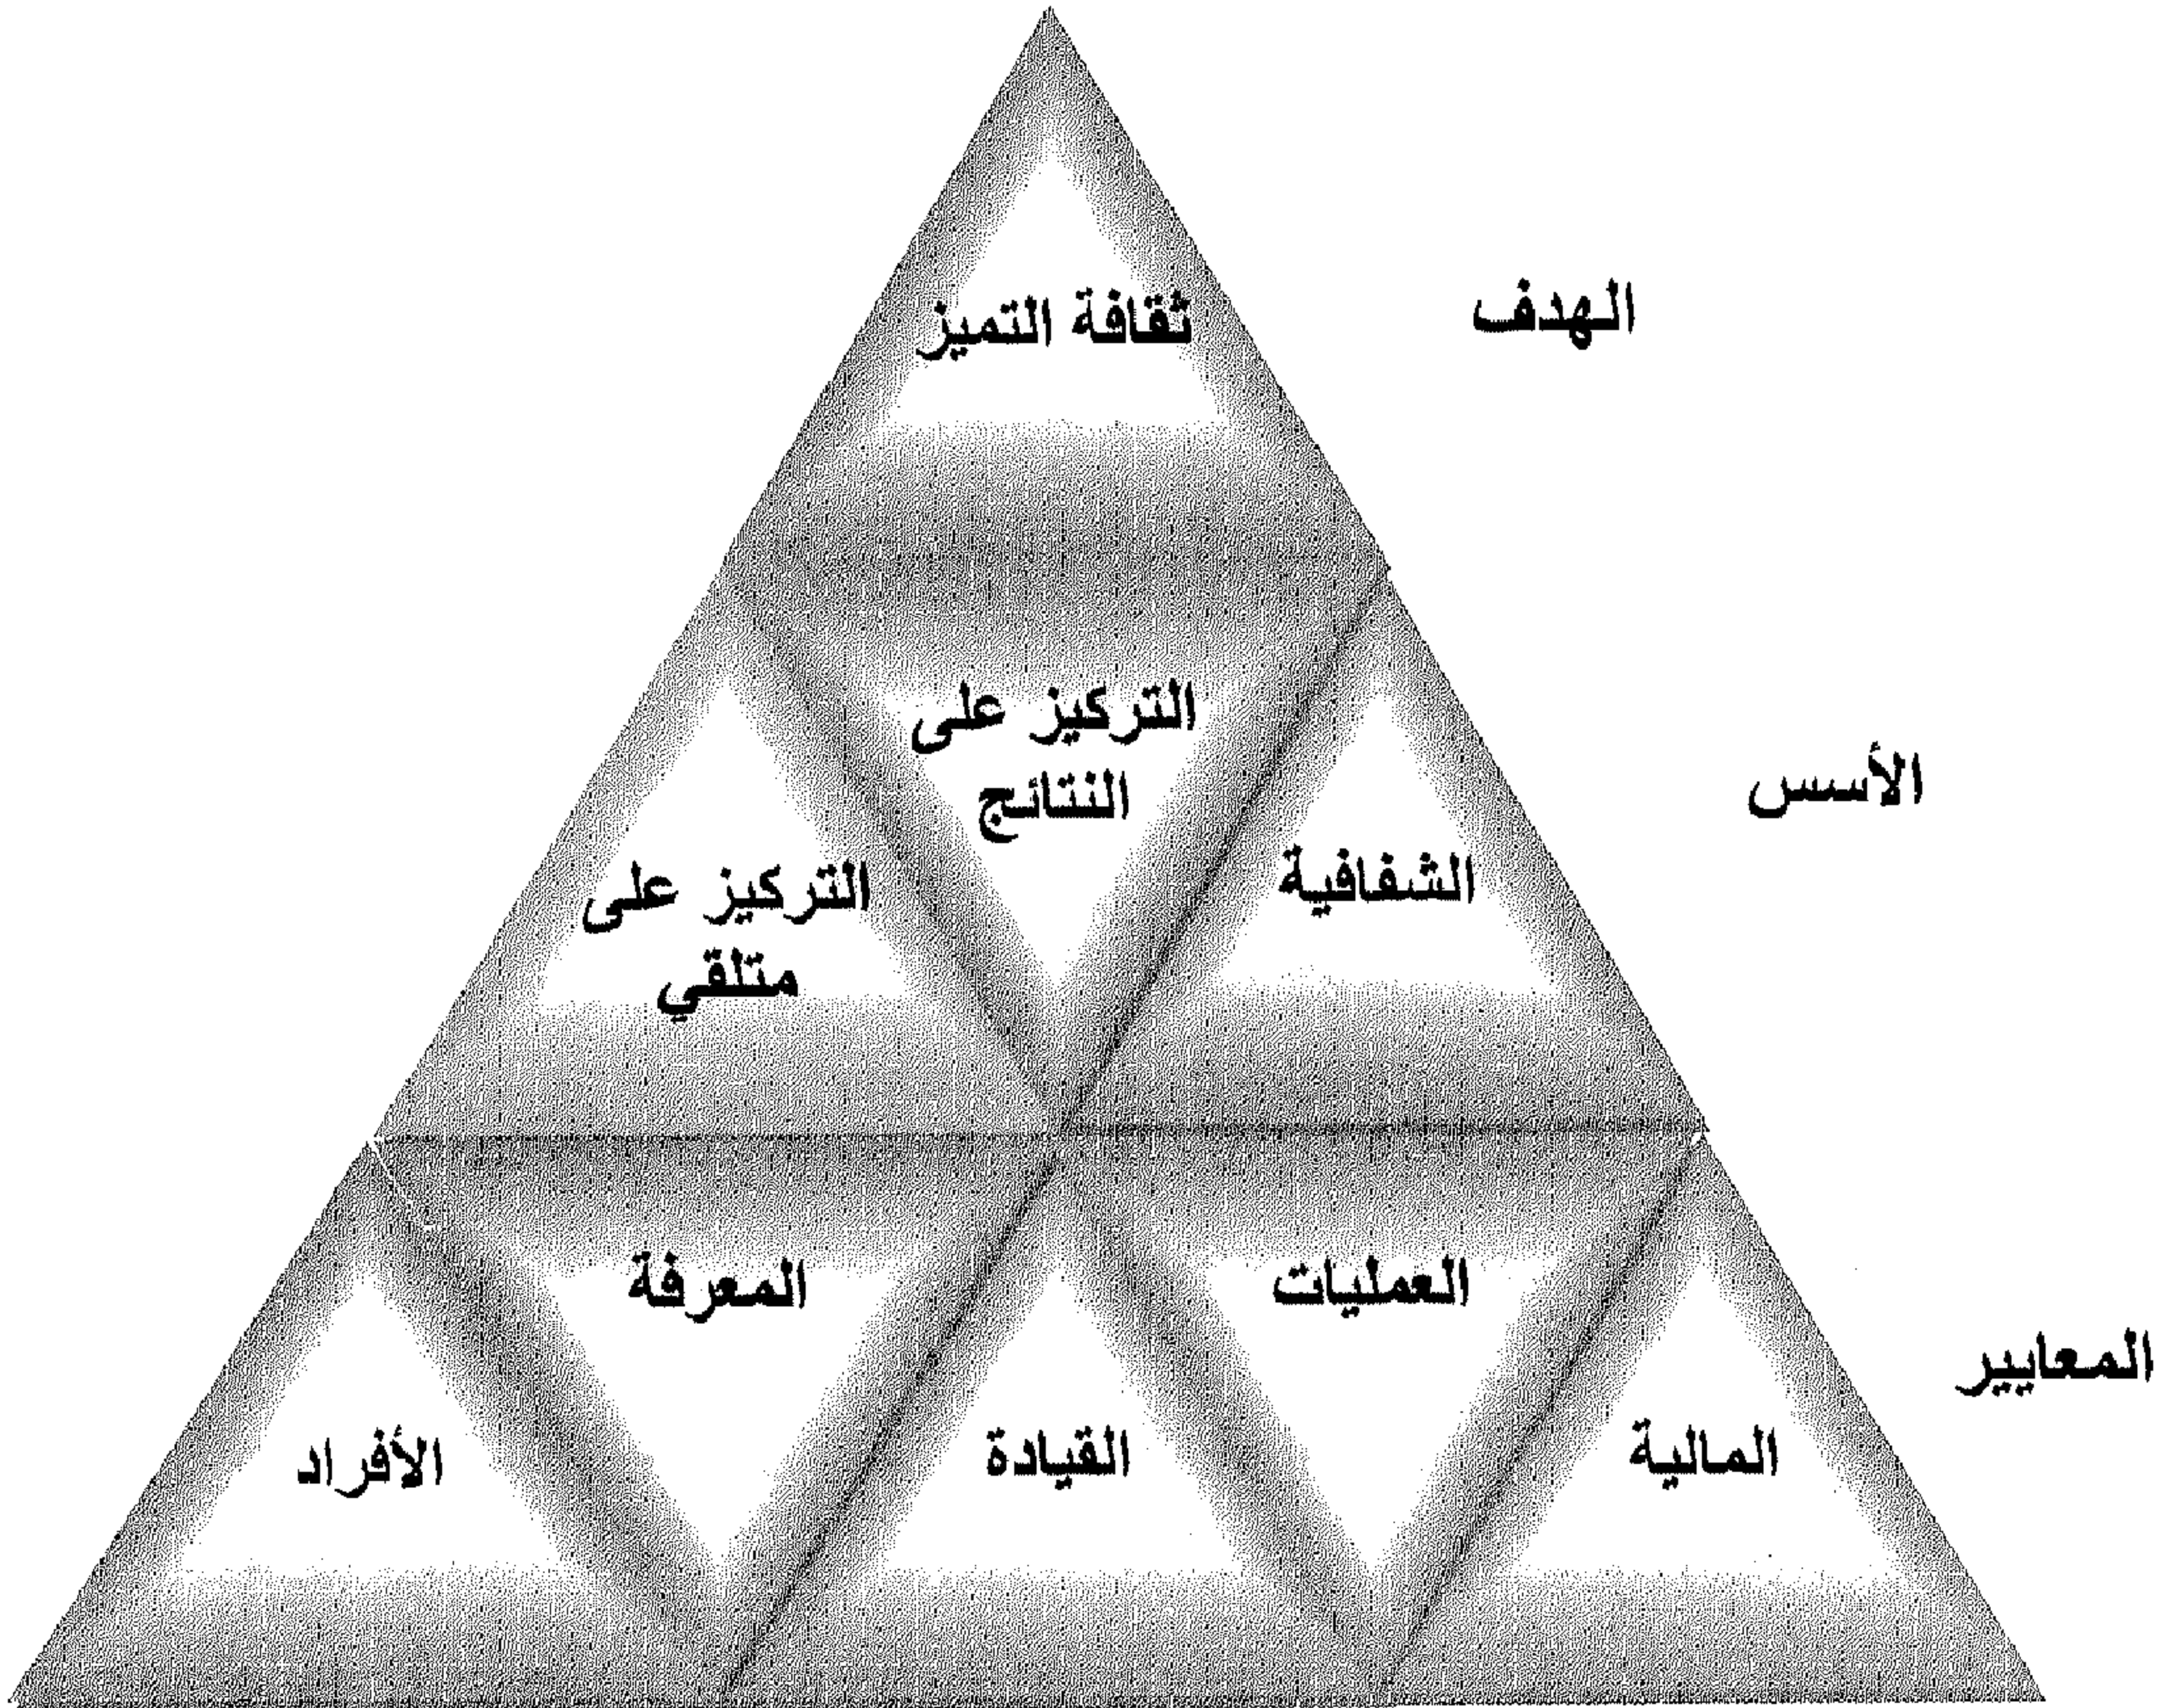 ثقافة التميز
الهدف
التركيز على
النتائج
الأسس
الشفافية
التركيز على
متلقي
المعرفة
العمليات
المعايير
المالية
القيادة
الأفراد